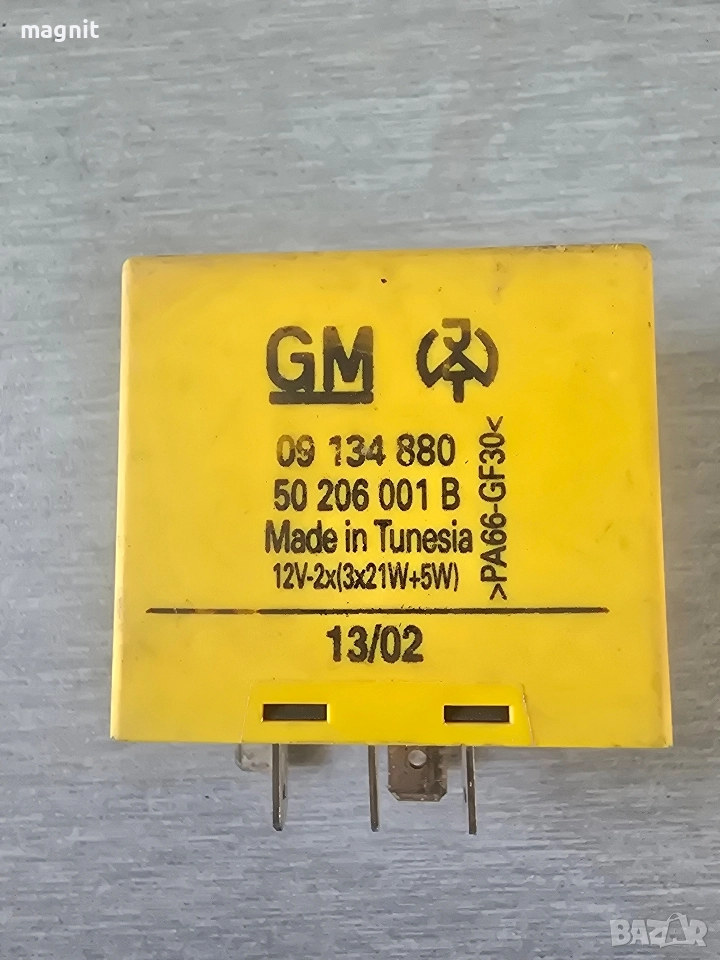 magnit
GM
09 134 880
50 206 001 B
Made in Tunesia
12V-2x(3x21W+5W)
>PA66-GF30<
13/02
BAZAR